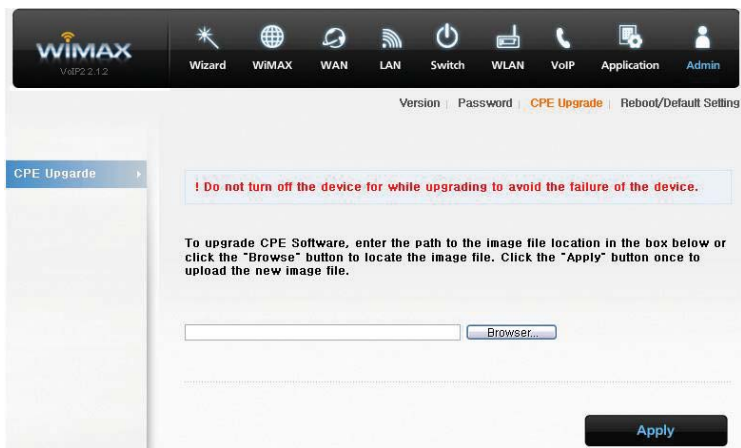 WiMAX
VoIP2 2.1.2
Wizard WiMAX WAN LAN Switch WLAN VoIP Application Admin
Version | Password | CPE Upgrade | Reboot/Default Setting
CPE Upgarde
! Do not turn off the device for while upgrading to avoid the failure of the device.
To upgrade CPE Software, enter the path to the image file location in the box below or
click the "Browse" button to locate the image file. Click the "Apply" button once to
upload the new image file.
Browser...
Apply